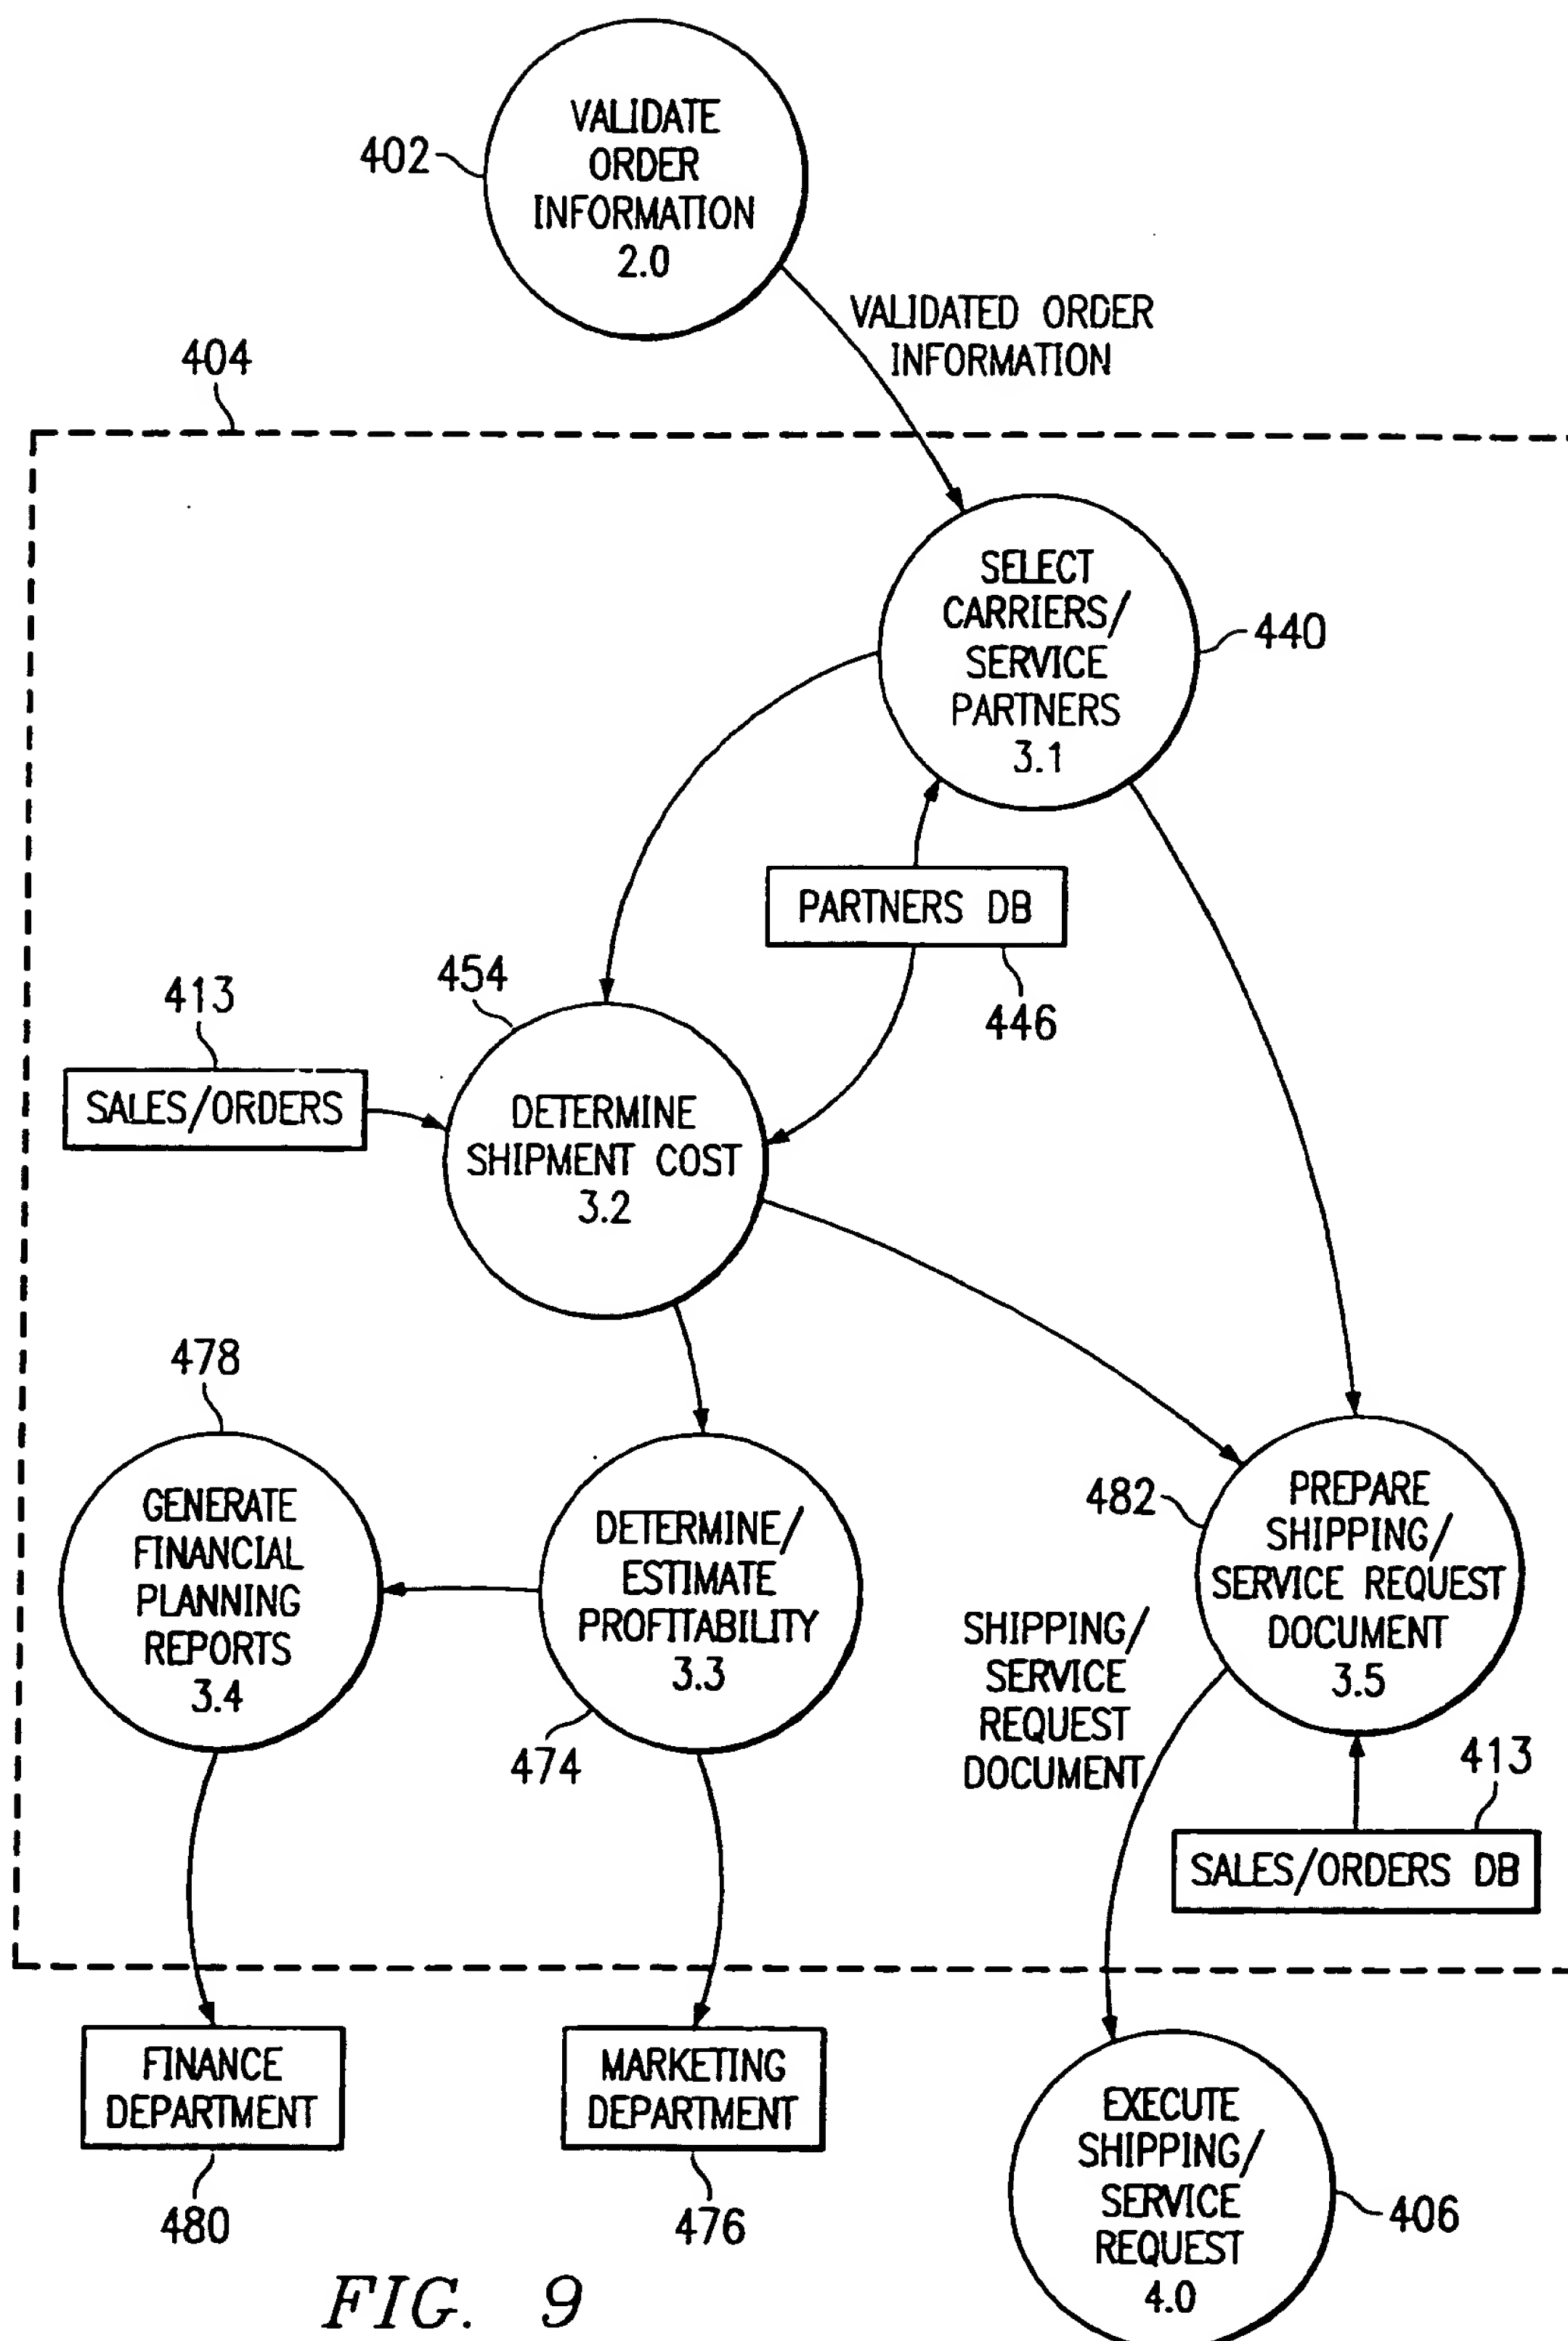 VALIDATE
ORDER
INFORMATION
2.0
402
VALIDATED ORDER
INFORMATION
404
SELECT
CARRIERS/
SERVICE
PARTNERS
3.1
440
PARTNERS DB
446
454
413
SALES/ORDERS
DETERMINE
SHIPMENT COST
3.2
478
GENERATE
FINANCIAL
PLANNING
REPORTS
3.4
DETERMINE/
ESTIMATE
PROFITABILITY
3.3
474
482
PREPARE
SHIPPING/
SERVICE REQUEST
DOCUMENT
3.5
SHIPPING/
SERVICE
REQUEST
DOCUMENT
413
SALES/ORDERS DB
FINANCE
DEPARTMENT
480
MARKETING
DEPARTMENT
476
EXECUTE
SHIPPING/
SERVICE
REQUEST
4.0
406
FIG. 9